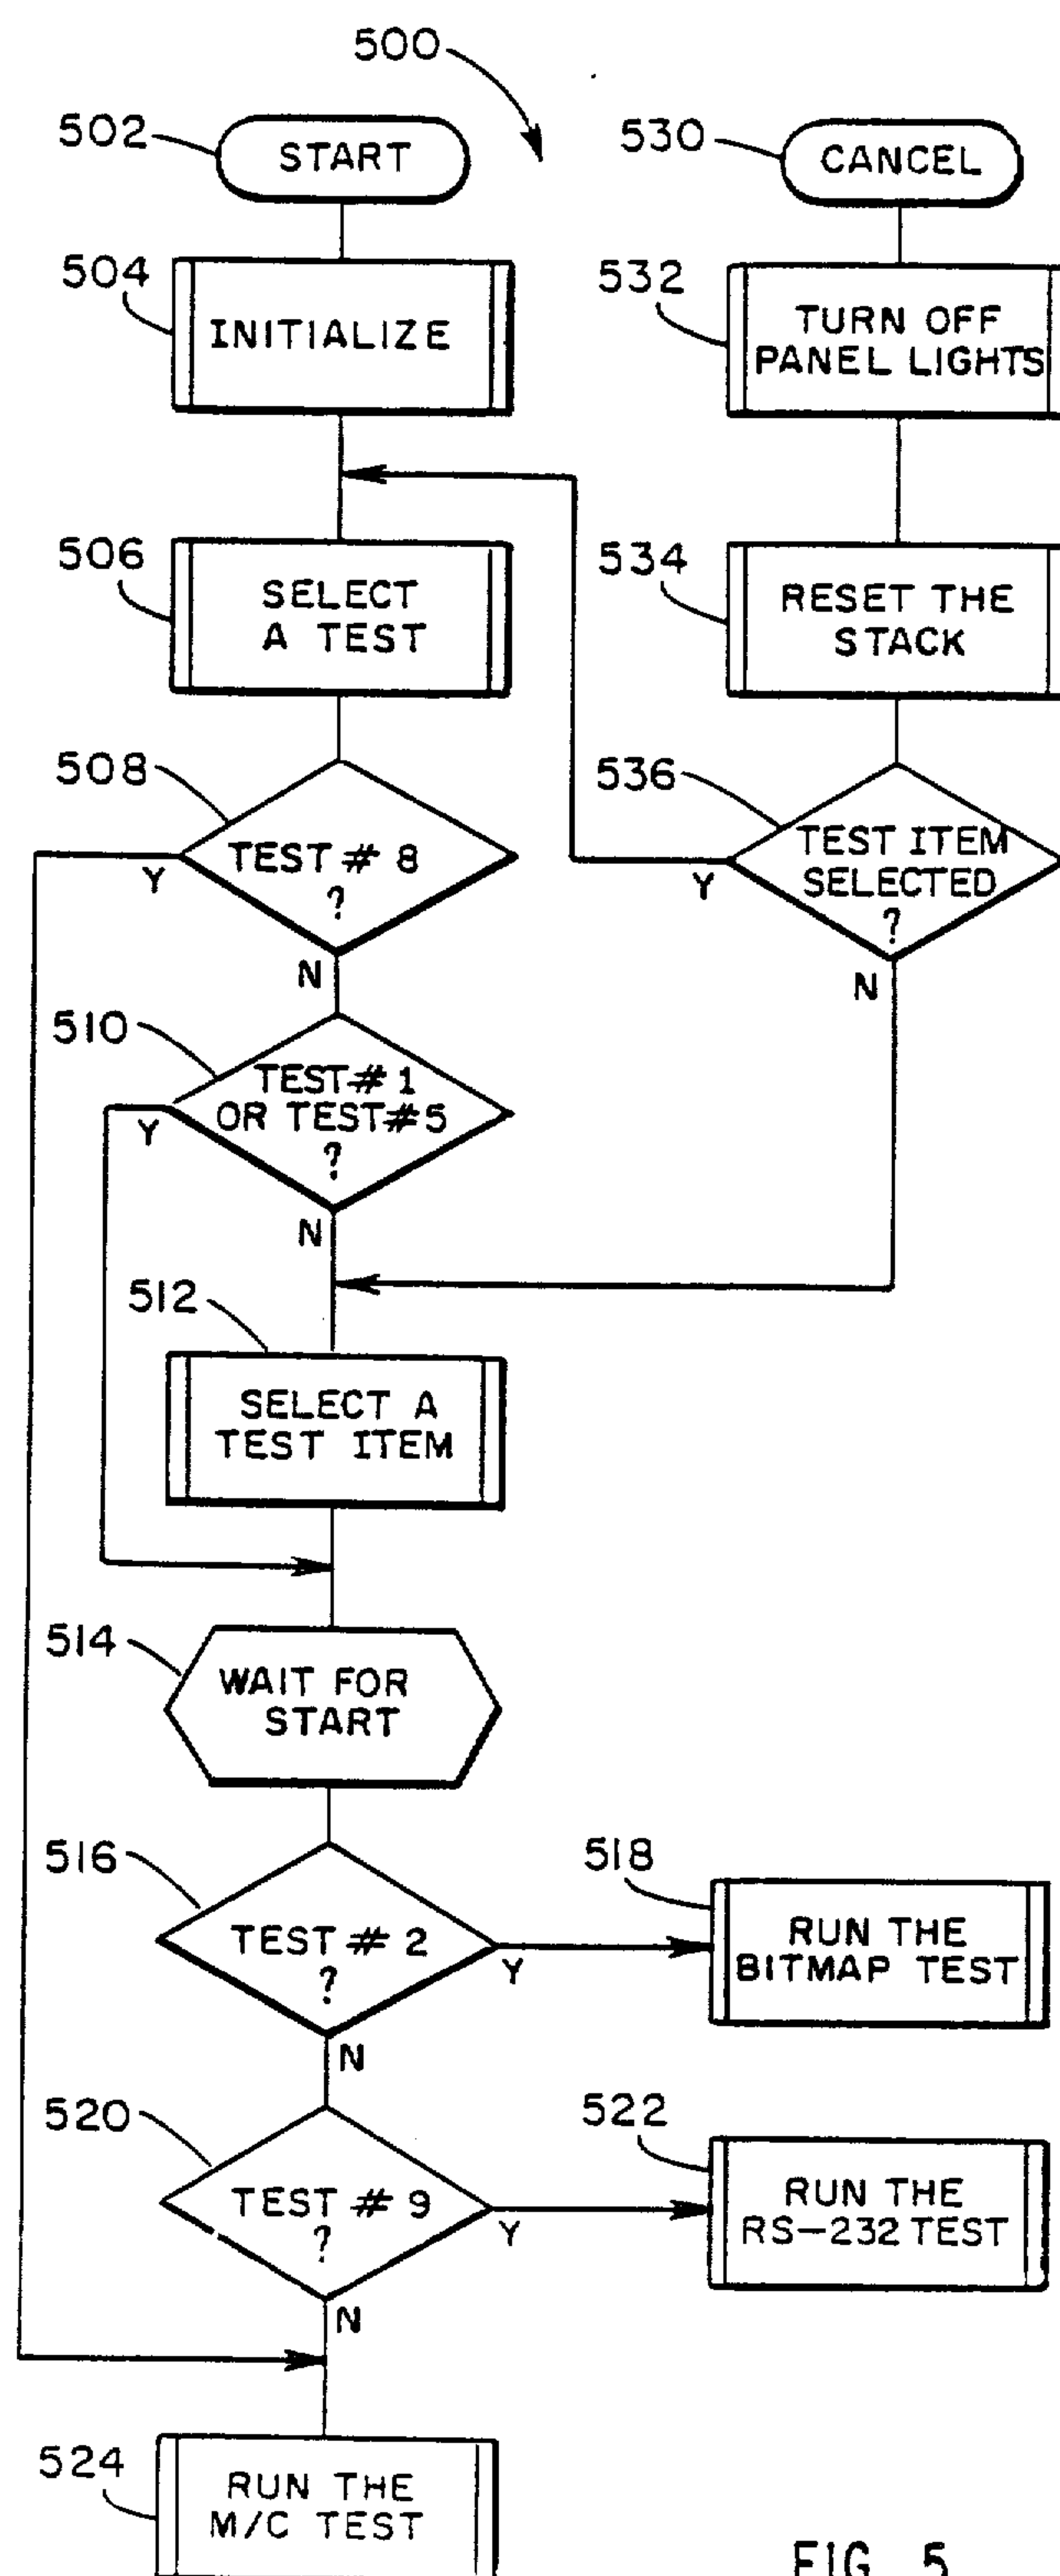 500
502
START
504
INITIALIZE
506
SELECT
A TEST
508
TEST # 8
?
Y
N
510
TEST# 1
OR TEST#5
?
Y
N
512
SELECT A
TEST ITEM
514
WAIT FOR
START
516
TEST # 2
?
Y
N
518
RUN THE
BITMAP TEST
520
TEST # 9
?
Y
N
522
RUN THE
RS-232 TEST
524
RUN THE
M/C TEST
530
CANCEL
532
TURN OFF
PANEL LIGHTS
534
RESET THE
STACK
536
TEST ITEM
SELECTED
?
Y
N
FIG. 5